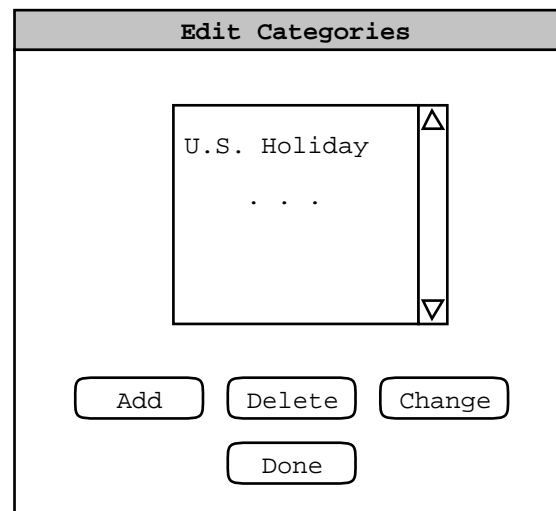 Edit Categories
U.S. Holiday
. . .
Add Delete Change
Done